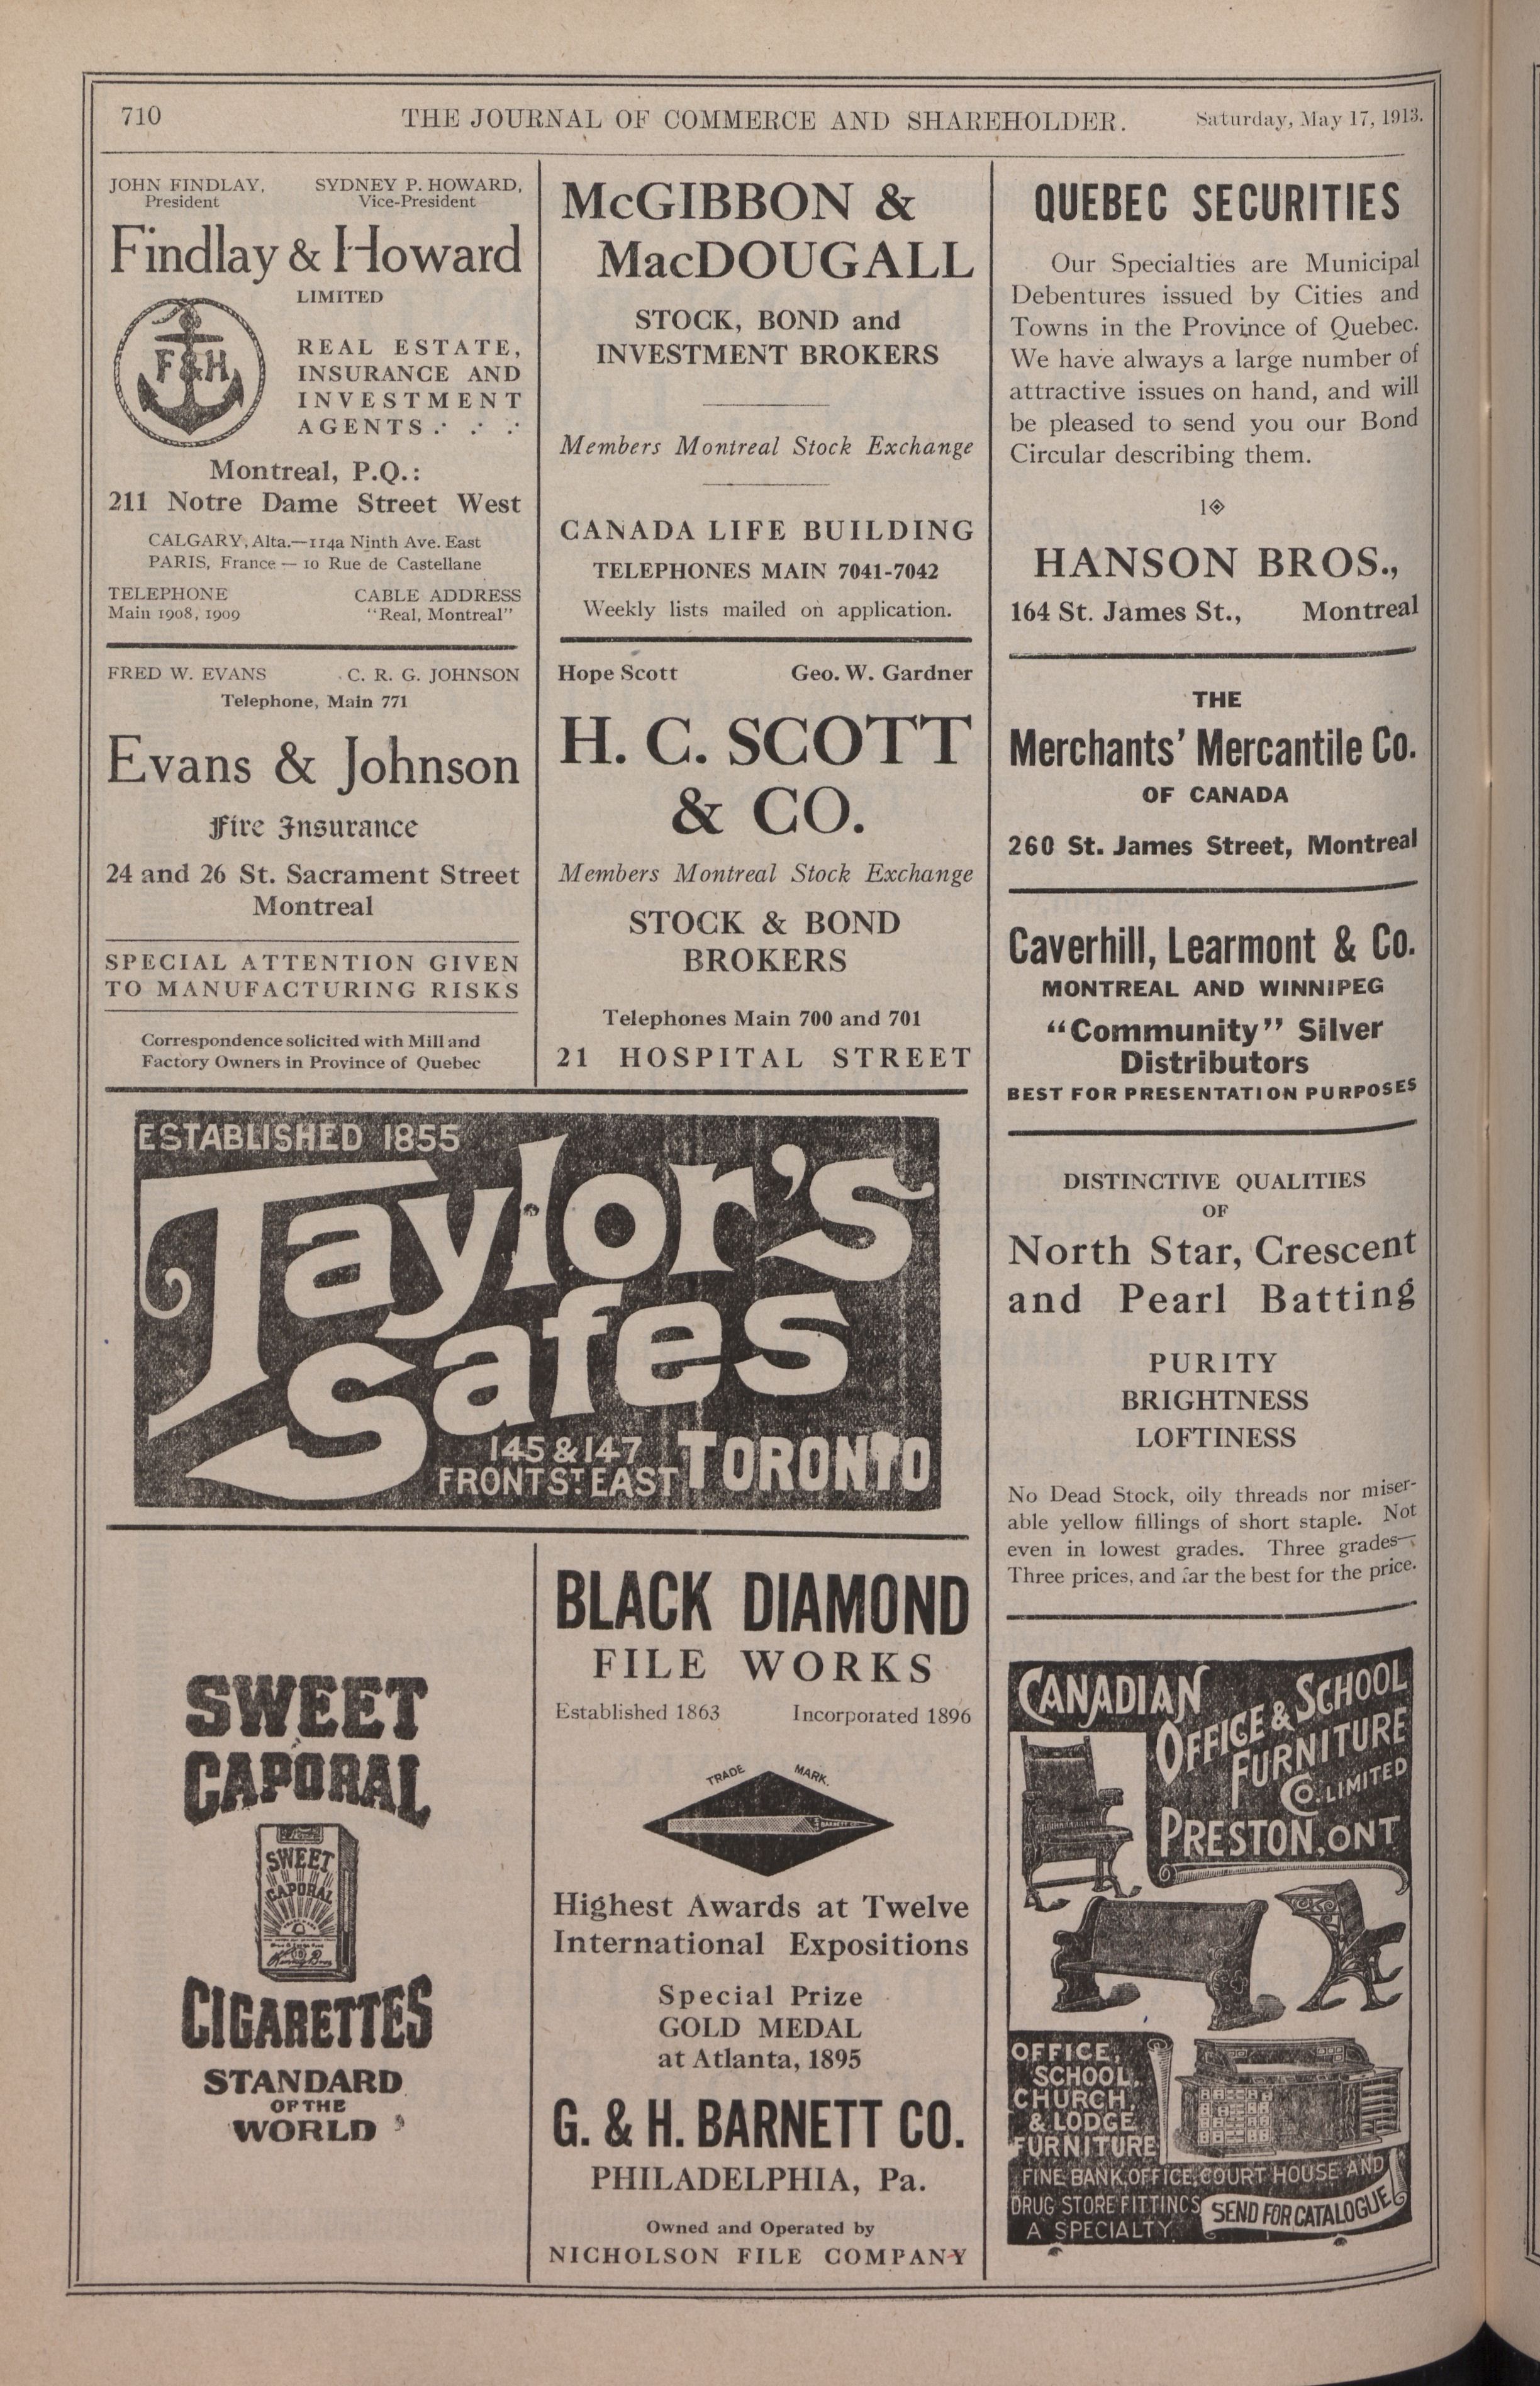 710
THE JOURNAL OF COMMERCE AND SHAREHOLDER.
Saturday, May 17, 1913.
JOHN FINDLAY, SYDNEY P. HOWARD,
President Vice-President
Findlay & Howard
LIMITED
F&H
REAL ESTATE,
INSURANCE AND
INVESTMENT
AGENTS
Montreal, P.Q.:
211 Notre Dame Street West
CALGARY, Alta.—114a Ninth Ave. East
PARIS, France — 10 Rue de Castellane
TELEPHONE CABLE ADDRESS
Main 1908, 1909 "Real, Montreal"
FRED W. EVANS C. R. G. JOHNSON
Telephone, Main 771
Evans & Johnson
Fire Insurance
24 and 26 St. Sacrament Street
Montreal
SPECIAL ATTENTION GIVEN
TO MANUFACTURING RISKS
Correspondence solicited with Mill and
Factory Owners in Province of Quebec
McGIBBON &
MacDOUGALL
STOCK, BOND and
INVESTMENT BROKERS
Members Montreal Stock Exchange
CANADA LIFE BUILDING
TELEPHONES MAIN 7041-7042
Weekly lists mailed on application.
Hope Scott Geo. W. Gardner
H. C. SCOTT
& CO.
Members Montreal Stock Exchange
STOCK & BOND
BROKERS
Telephones Main 700 and 701
21 HOSPITAL STREET
ESTABLISHED 1855
Taylor's
Safes
145 & 147
FRONT ST. EAST TORONTO
SWEET
CAPORAL
SWEET
CAPORAL
CIGARETTES
STANDARD
OF THE
WORLD
BLACK DIAMOND
FILE WORKS
Established 1863 Incorporated 1896
TRADE MARK.
BARNETT
Highest Awards at Twelve
International Expositions
Special Prize
GOLD MEDAL
at Atlanta, 1895
G. & H. BARNETT CO.
PHILADELPHIA, Pa.
Owned and Operated by
NICHOLSON FILE COMPANY
QUEBEC SECURITIES
Our Specialties are Municipal
Debentures issued by Cities and
Towns in the Province of Quebec.
We have always a large number of
attractive issues on hand, and will
be pleased to send you our Bond
Circular describing them.
HANSON BROS.,
164 St. James St., Montreal
THE
Merchants' Mercantile Co.
OF CANADA
260 St. James Street, Montreal
Caverhill, Learmont & Co.
MONTREAL AND WINNIPEG
"Community" Silver
Distributors
BEST FOR PRESENTATION PURPOSES
DISTINCTIVE QUALITIES
OF
North Star, Crescent
and Pearl Batting
PURITY
BRIGHTNESS
LOFTINESS
No Dead Stock, oily threads nor miser-
able yellow fillings of short staple. Not
even in lowest grades. Three grades—
Three prices, and far the best for the price.
CANADIAN
OFFICE & SCHOOL
FURNITURE
CO. LIMITED
PRESTON, ONT
OFFICE,
SCHOOL,
CHURCH,
& LODGE
FURNITURE
FINE BANK, OFFICE, COURT HOUSE AND
DRUG STORE FITTINGS
A SPECIALTY
SEND FOR CATALOGUE